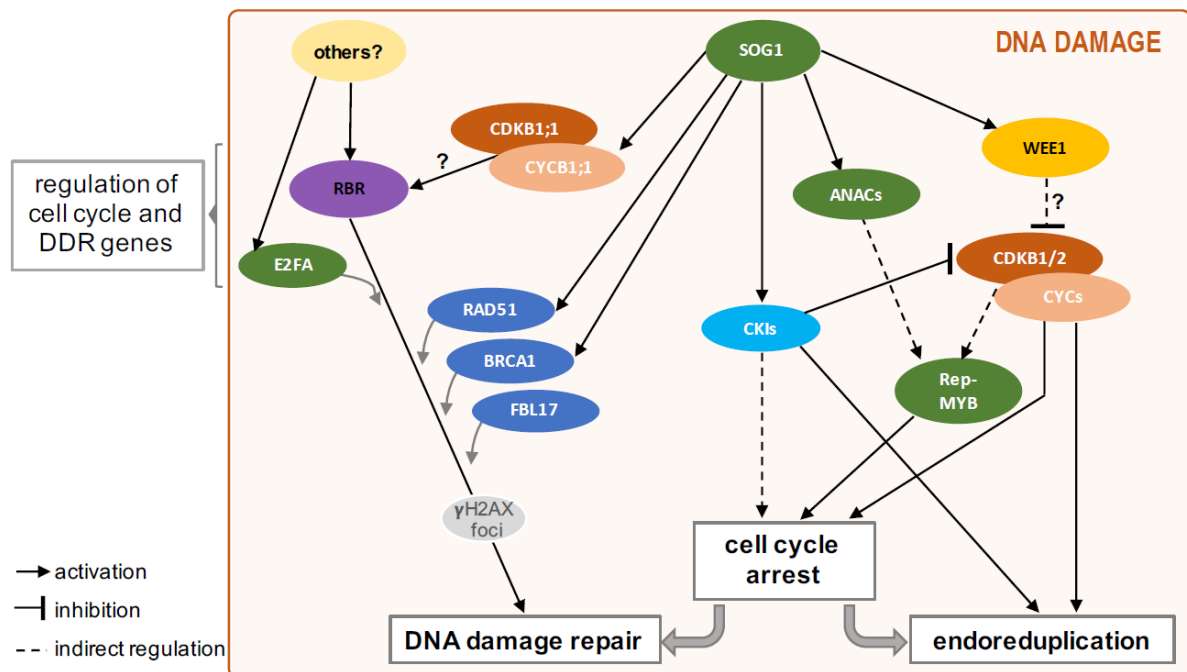 DNA DAMAGE
others?
SOG1
CDKB1;1
CYCB1;1
?
WEE1
regulation of
cell cycle and
DDR genes
RBR
ANACs
?
E2FA
CDKB1/2
CYCs
RAD51
CKIs
BRCA1
Rep-
MYB
FBL17
γH2AX
foci
cell cycle
arrest
activation
inhibition
indirect regulation
DNA damage repair
endoreduplication